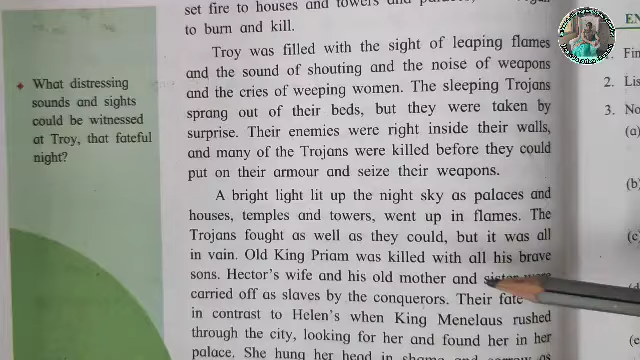 set fire to houses and towers and
to burn and kill.
Troy was filled with the sight of leaping flames
and the sound of shouting and the noise of weapons
and the cries of weeping women. The sleeping Trojans
sprang out of their beds, but they were taken by
surprise. Their enemies were right inside their walls,
and many of the Trojans were killed before they could
put on their armour and seize their weapons.
A bright light lit up the night sky as palaces and
houses, temples and towers, went up in flames. The
Trojans fought as well as they could, but it was all
in vain. Old King Priam was killed with all his brave
sons. Hector's wife and his old mother and sister were
carried off as slaves by the conquerors. Their fate
in contrast to Helen's when King Menelaus rushed
through the city, looking for her and found her in her
palace. She hung her head in shame and sorrow as
What distressing
sounds and sights
could be witnessed
at Troy, that fateful
night?
EN
1. Fin
2. Lis
3. No
(a)
(b)
(c)